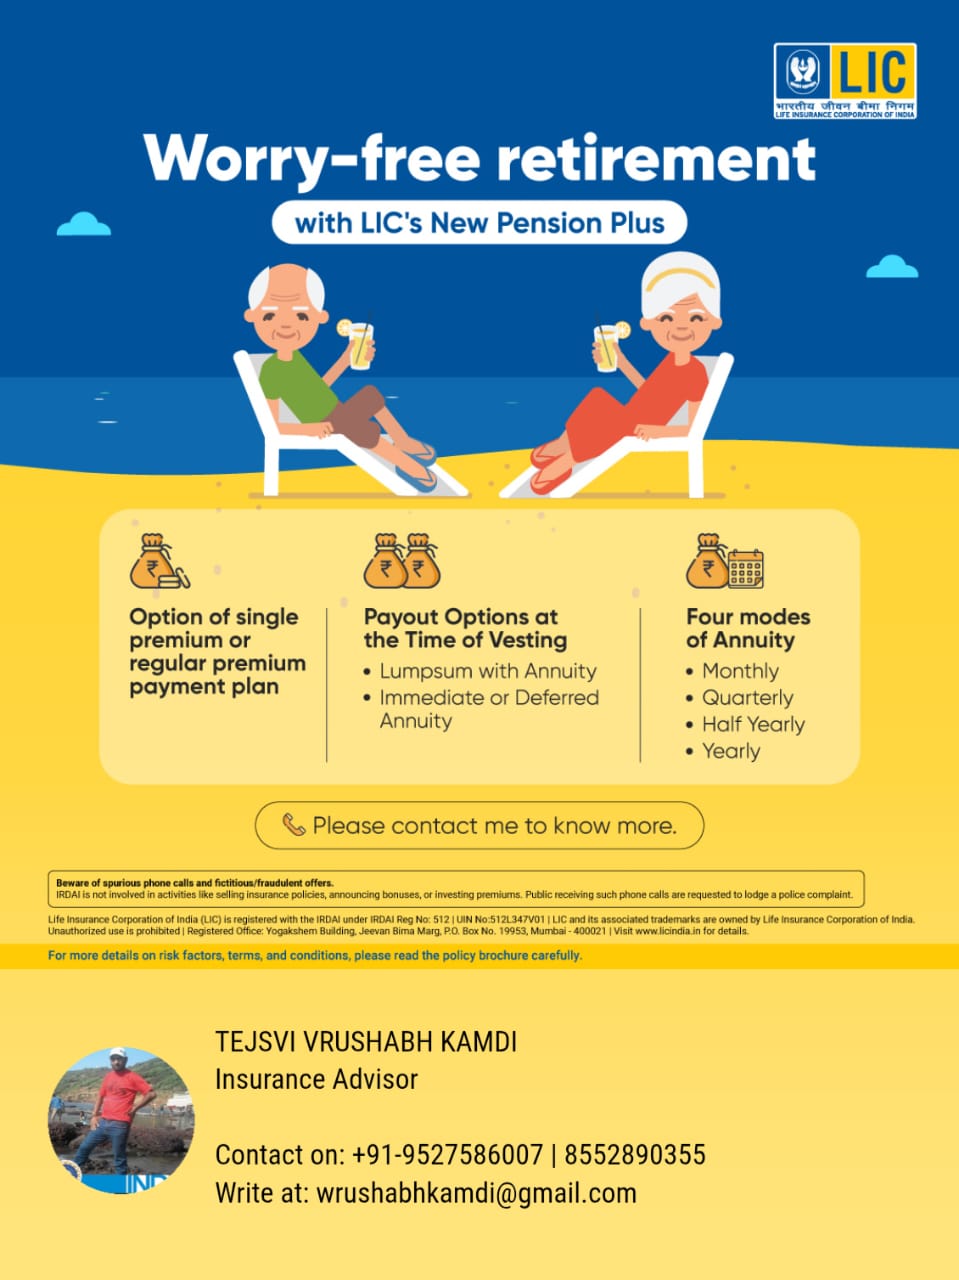 LIC
भारतीय जीवन बीमा निगम
LIFE INSURANCE CORPORATION OF INDIA
Worry-free retirement
with LIC's New Pension Plus
Option of single
premium or
regular premium
payment plan
Payout Options at
the Time of Vesting
• Lumpsum with Annuity
• Immediate or Deferred
Annuity
Four modes
of Annuity
• Monthly
• Quarterly
• Half Yearly
• Yearly
Please contact me to know more.
Beware of spurious phone calls and fictitious/fraudulent offers.
IRDAI is not involved in activities like selling insurance policies, announcing bonuses, or investing premiums. Public receiving such phone calls are requested to lodge a police complaint.
Life Insurance Corporation of India (LIC) is registered with the IRDAI under IRDAI Reg No: 512 | UIN No:512L347V01 | LIC and its associated trademarks are owned by Life Insurance Corporation of India.
Unauthorized use is prohibited | Registered Office: Yogakshem Building, Jeevan Bima Marg, P.O. Box No. 19953, Mumbai - 400021 | Visit www.licindia.in for details.
For more details on risk factors, terms, and conditions, please read the policy brochure carefully.
TEJSVI VRUSHABH KAMDI
Insurance Advisor
Contact on: +91-9527586007 | 8552890355
Write at: wrushabhkamdi@gmail.com